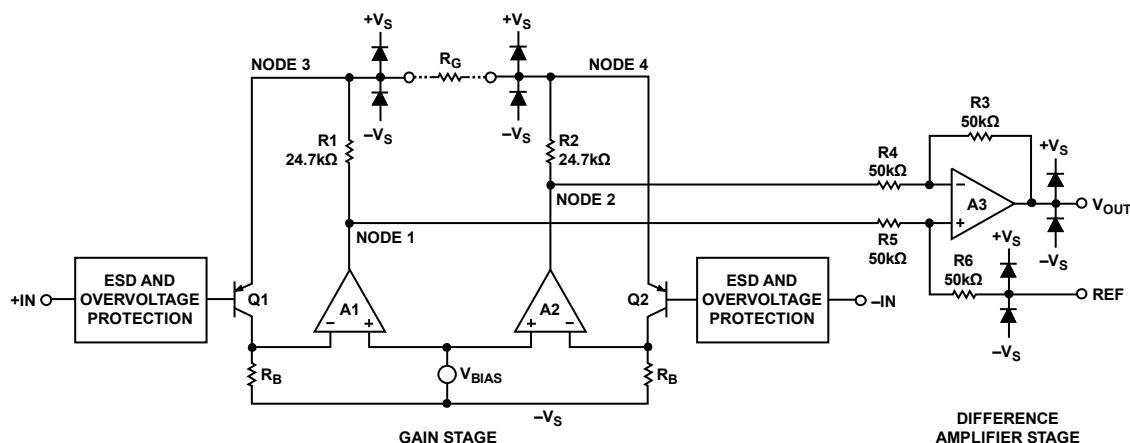 +VS
+VS
NODE 3
RG
NODE 4
–VS
–VS
R1
24.7kΩ
R2
24.7kΩ
R3
50kΩ
R4
50kΩ
+VS
–
A3
+
VOUT
NODE 2
NODE 1
R5
50kΩ
–VS
+VS
R6
50kΩ
REF
–VS
+IN
ESD AND
OVERVOLTAGE
PROTECTION
Q1
A1
–
+
A2
+
–
Q2
ESD AND
OVERVOLTAGE
PROTECTION
–IN
RB
VBIAS
RB
–VS
GAIN STAGE
DIFFERENCE
AMPLIFIER STAGE